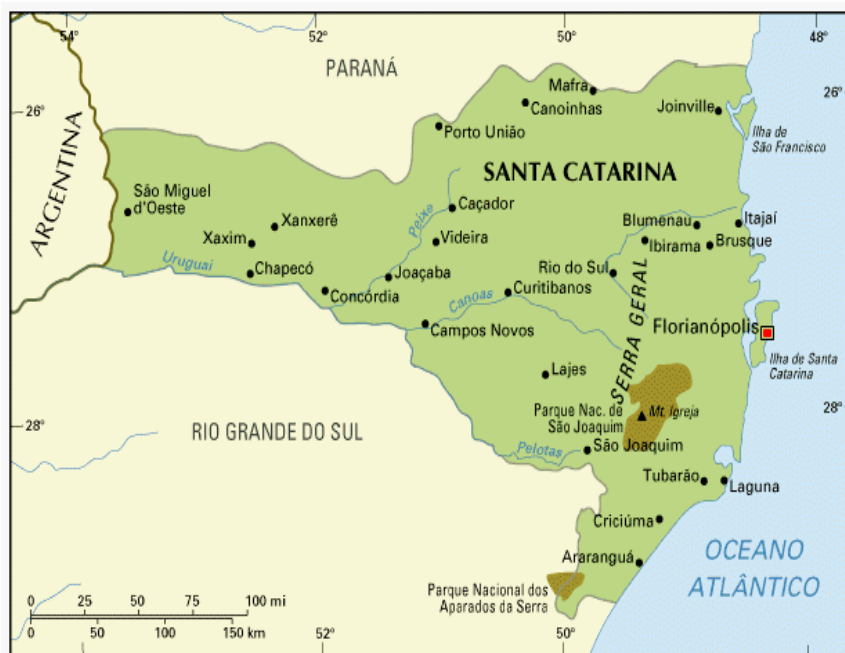 54°
52°
50°
48°
PARANÁ
26°
Mafra
26°
Canoinhas
Joinville
Porto União
Ilha de
São Francisco
ARGENTINA
SANTA CATARINA
São Miguel
d'Oeste
Caçador
Peixe
Xanxerê
Blumenau
Itajaí
Xaxim
Videira
Ibirama
Brusque
Uruguai
Chapecó
Joaçaba
Rio do Sul
Concórdia
Canoas
Curitibanos
SERRA GERAL
Campos Novos
Florianópolis
Ilha de Santa
Catarina
Lajes
28°
28°
Parque Nac. de
São Joaquim
Mt. Igreja
RIO GRANDE DO SUL
Pelotas
São Joaquim
Tubarão
Laguna
Criciúma
OCEANO
ATLÂNTICO
Araranguá
Parque Nacional dos
Aparados da Serra
0 25 50 75 100 mi
0 50 100 150 km
52°
50°